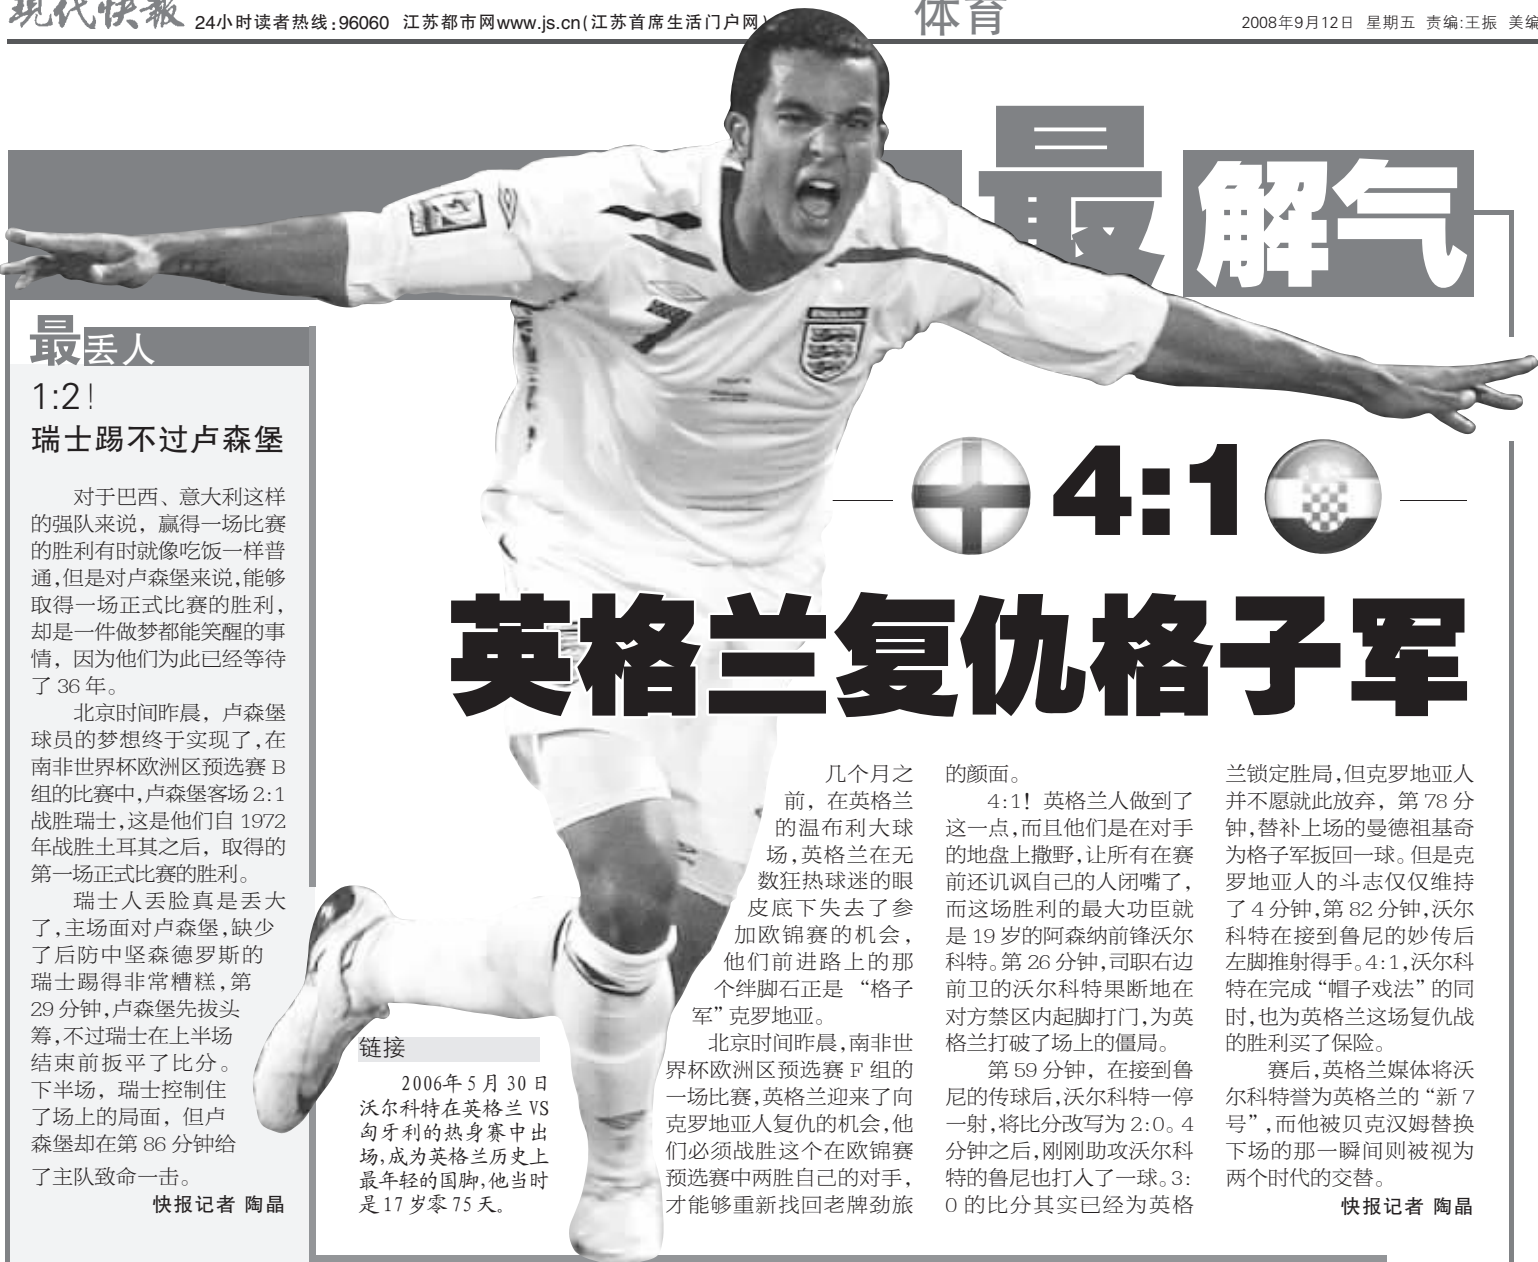 现代快報 24小时读者热线:96060 江苏都市网www.js.cn(江苏首席生活门户网)
体育
2008年9月12日 星期五 责编:王振 美编
最解气
最丢人
1:2!
瑞士踢不过卢森堡
对于巴西、意大利这样
的强队来说，赢得一场比赛
的胜利有时就像吃饭一样普
通,但是对卢森堡来说,能够
取得一场正式比赛的胜利,
却是一件做梦都能笑醒的事
情，因为他们为此已经等待
了 36 年。
北京时间昨晨，卢森堡
球员的梦想终于实现了,在
南非世界杯欧洲区预选赛 B
组的比赛中,卢森堡客场 2:1
战胜瑞士,这是他们自 1972
年战胜土耳其之后，取得的
第一场正式比赛的胜利。
瑞士人丢脸真是丢大
了,主场面对卢森堡,缺少
了后防中坚森德罗斯的
瑞士踢得非常糟糕,第
29 分钟,卢森堡先拔头
筹,不过瑞士在上半场
结束前扳平了比分。
下半场，瑞士控制住
了场上的局面，但卢
森堡却在第 86 分钟给
了主队致命一击。
快报记者 陶晶
7
ENGLAND
4:1
英格兰复仇格子军
链接
2006年 5 月 30 日
沃尔科特在英格兰 VS
匈牙利的热身赛中出
场,成为英格兰历史上
最年轻的国脚,他当时
是 17 岁零 75 天。
几个月之
前，在英格兰
的温布利大球
场,英格兰在无
数狂热球迷的眼
皮底下失去了参
加欧锦赛的机会,
他们前进路上的那
个绊脚石正是 “格子
军” 克罗地亚。
北京时间昨晨,南非世
界杯欧洲区预选赛 F 组的
一场比赛,英格兰迎来了向
克罗地亚人复仇的机会,他
们必须战胜这个在欧锦赛
预选赛中两胜自己的对手,
才能够重新找回老牌劲旅
的颜面。
4:1！英格兰人做到了
这一点,而且他们是在对手
的地盘上撒野,让所有在赛
前还讥讽自己的人闭嘴了,
而这场胜利的最大功臣就
是 19 岁的阿森纳前锋沃尔
科特。第 26 分钟,司职右边
前卫的沃尔科特果断地在
对方禁区内起脚打门,为英
格兰打破了场上的僵局。
第 59 分钟，在接到鲁
尼的传球后,沃尔科特一停
一射,将比分改写为 2:0。4
分钟之后,刚刚助攻沃尔科
特的鲁尼也打入了一球。3:
0 的比分其实已经为英格
兰锁定胜局,但克罗地亚人
并不愿就此放弃，第 78 分
钟,替补上场的曼德祖基奇
为格子军扳回一球。但是克
罗地亚人的斗志仅仅维持
了 4 分钟,第 82 分钟,沃尔
科特在接到鲁尼的妙传后
左脚推射得手。4:1,沃尔科
特在完成 “帽子戏法” 的同
时,也为英格兰这场复仇战
的胜利买了保险。
赛后,英格兰媒体将沃
尔科特誉为英格兰的 “新 7
号” ,而他被贝克汉姆替换
下场的那一瞬间则被视为
两个时代的交替。
快报记者 陶晶